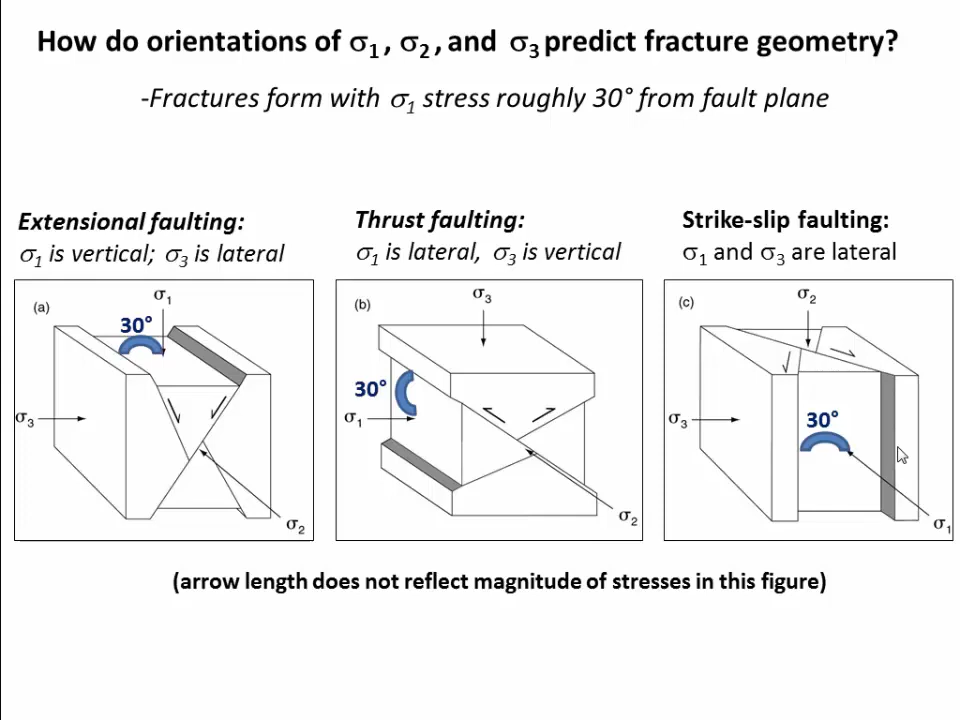 How do orientations of σ1, σ2, and σ3 predict fracture geometry?
-Fractures form with σ1 stress roughly 30° from fault plane
Extensional faulting:
σ1 is vertical; σ3 is lateral
Thrust faulting:
σ1 is lateral, σ3 is vertical
Strike-slip faulting:
σ1 and σ3 are lateral
(a)
σ1
30°
σ3
σ2
(b)
σ3
30°
σ1
σ2
(c)
σ2
σ3
30°
σ1
(arrow length does not reflect magnitude of stresses in this figure)